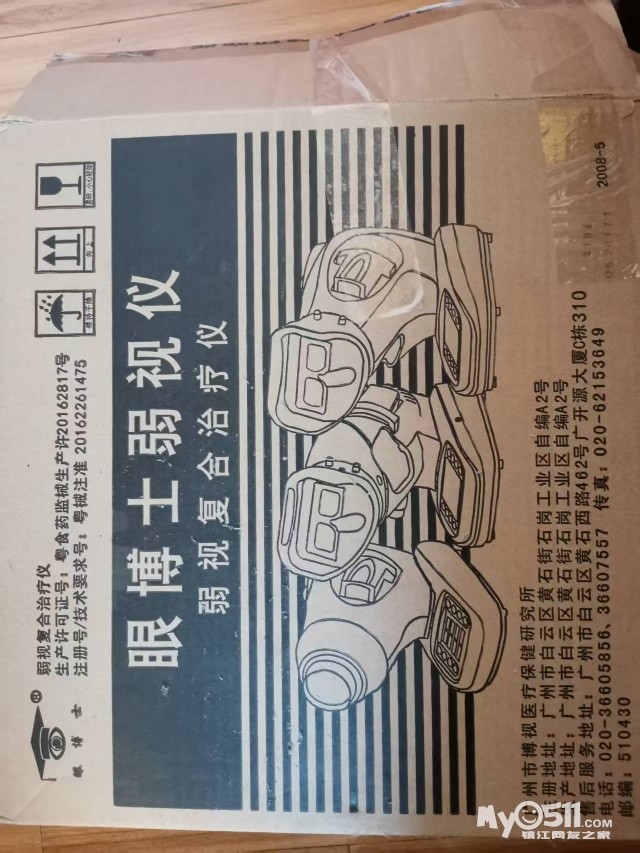 眼博士
®
弱视复合治疗仪
生产许可证号：粤食药监械生产许20162817号
注册号/技术要求号：粤械注准 20162261475
向上
眼博士弱视仪
弱视复合治疗仪
2008-5
州市博视医疗保健研究所
册地址：广州市白云区黄石街石岗工业区自编A2号
产地址：广州市白云区黄石街石岗工业区自编A2号
售后服务地址：广州市白云区黄石西路462号广开源大厦C栋310
电话：020-36605856、36607557 传真：020-62153649
邮编：510430
My0511.com
镇江网友之家